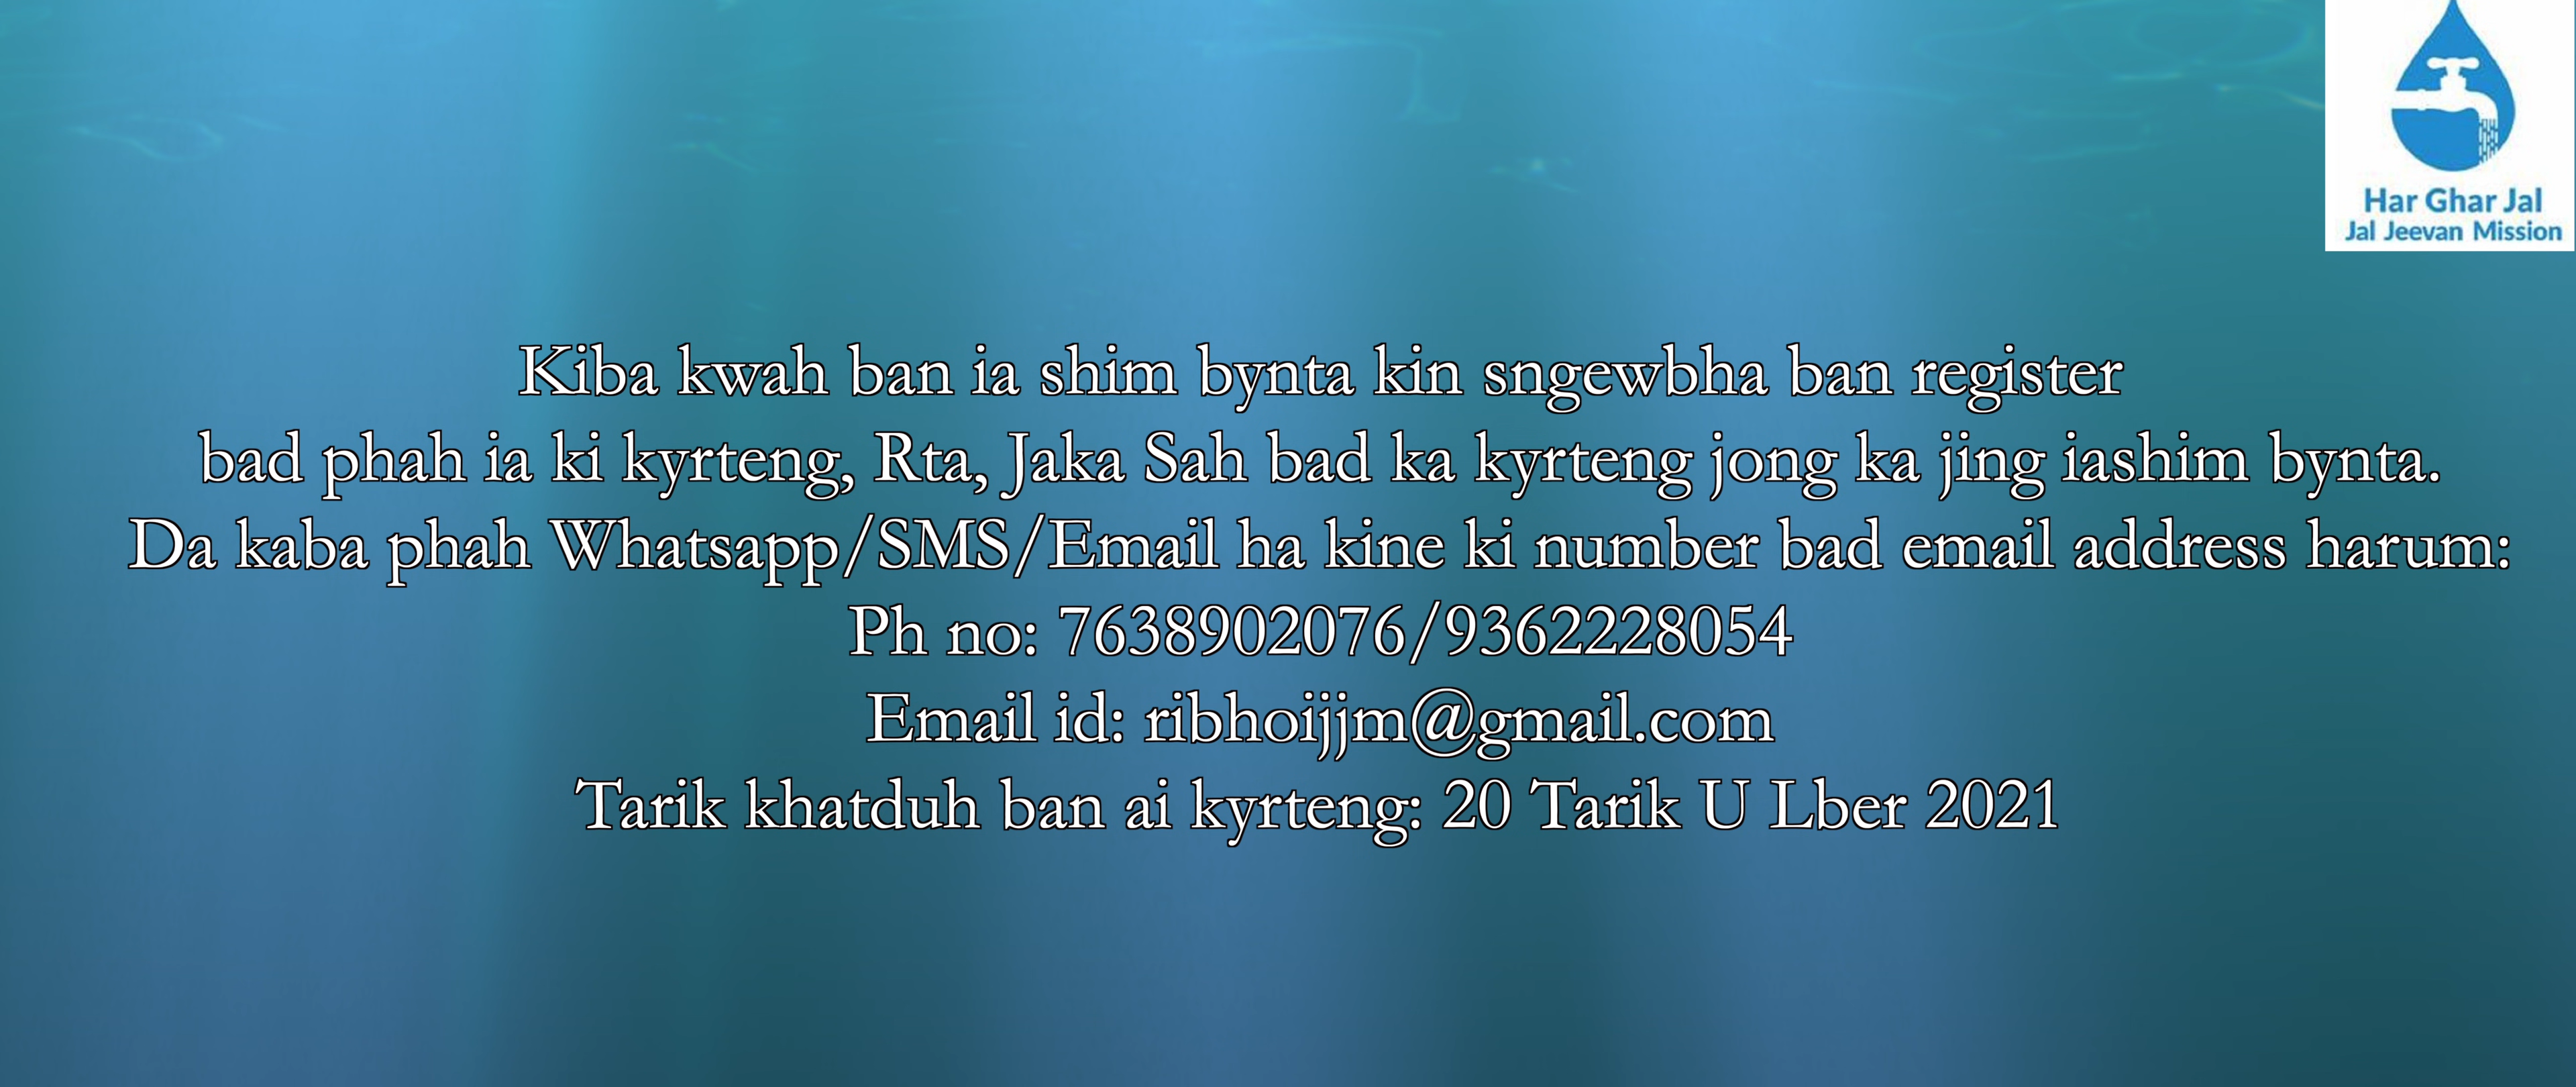 Har Ghar Jal
Jal Jeevan Mission
Kiba kwah ban ia shim bynta kin sngewbha ban register
bad phah ia ki kyrteng, Rta, Jaka Sah bad ka kyrteng jong ka jing iashim bynta.
Da kaba phah Whatsapp/SMS/Email ha kine ki number bad email address harum:
Ph no: 7638902076/9362228054
Email id: ribhoijjm@gmail.com
Tarik khatduh ban ai kyrteng: 20 Tarik U Lber 2021